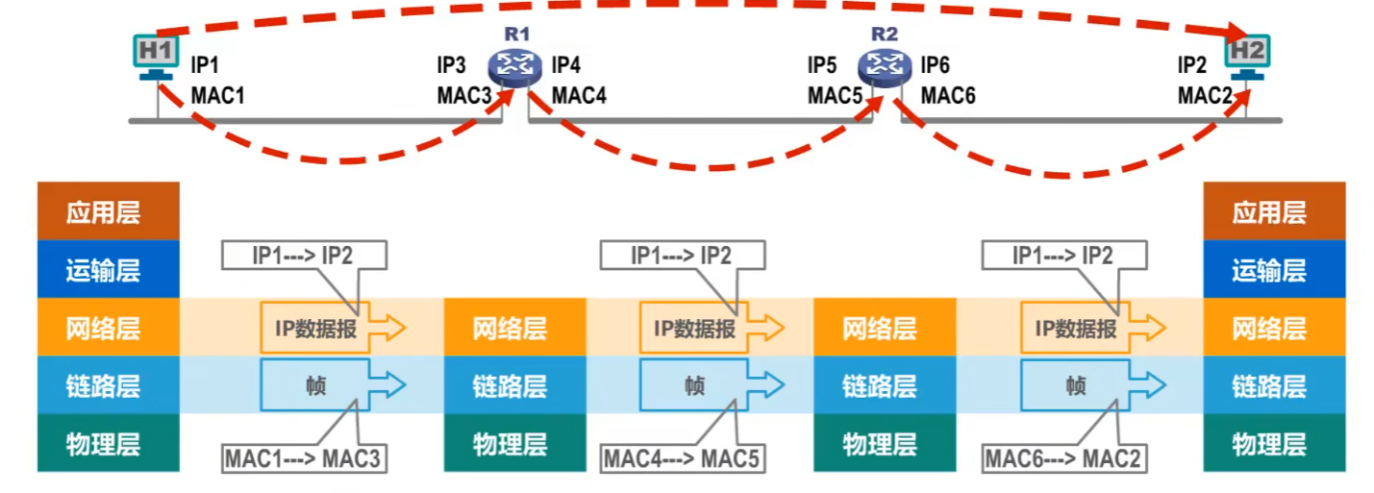 H1
R1
R2
H2
IP1
IP3
IP4
IP5
IP6
IP2
MAC1
MAC3
MAC4
MAC5
MAC6
MAC2
应用层
应用层
运输层
IP1---> IP2
IP1---> IP2
IP1---> IP2
运输层
网络层
IP数据报
网络层
IP数据报
网络层
IP数据报
网络层
链路层
帧
链路层
帧
链路层
帧
链路层
物理层
MAC1---> MAC3
物理层
MAC4---> MAC5
物理层
MAC6---> MAC2
物理层